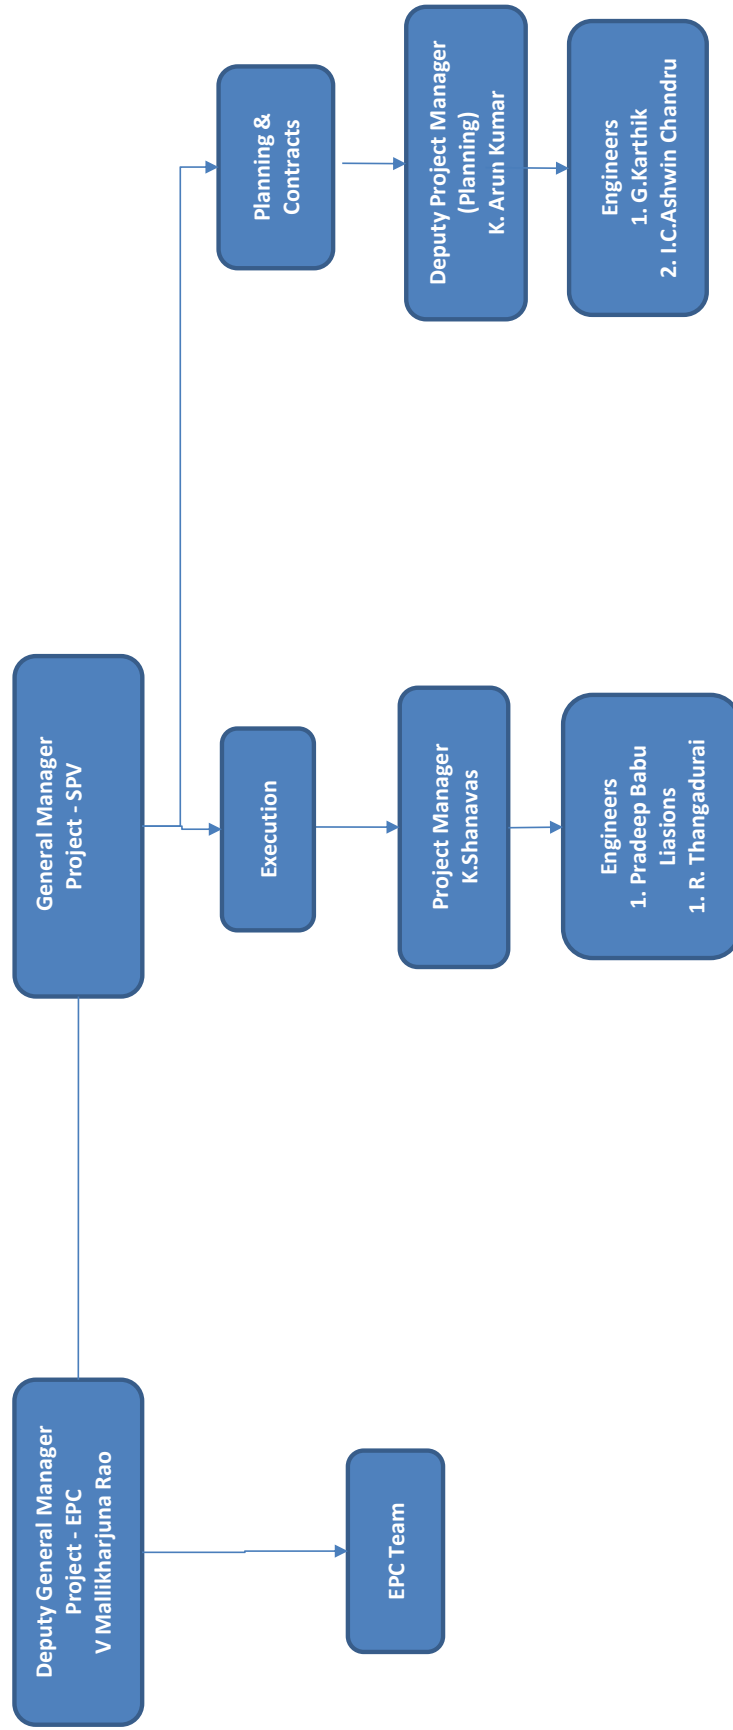 Deputy General Manager
Project - EPC
V Mallikharjuna Rao
General Manager
Project - SPV
EPC Team
Execution
Planning &
Contracts
Project Manager
K.Shanavas
Deputy Project Manager
(Planning)
K. Arun Kumar
Engineers
1. Pradeep Babu
Liasions
1. R. Thangadurai
Engineers
1. G.Karthik
2. I.C.Ashwin Chandru